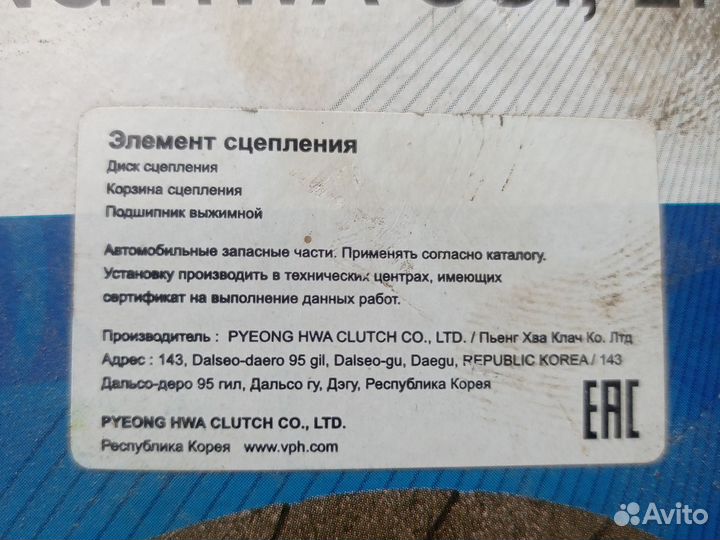 Элемент сцепления
Диск сцепления
Корзина сцепления
Подшипник выжимной
Автомобильные запасные части. Применять согласно каталогу.
Установку производить в технических центрах, имеющих
сертификат на выполнение данных работ.
Производитель : PYEONG HWA CLUTCH CO., LTD. / Пьенг Хва Клач Ко. Лтд
Адрес : 143, Dalseo-daero 95 gil, Dalseo-gu, Daegu, REPUBLIC KOREA / 143
Дальсо-деро 95 гил, Дальсо гу, Дэгу, Республика Корея
PYEONG HWA CLUTCH CO., LTD.
Республика Корея www.vph.com
EAC
Avito